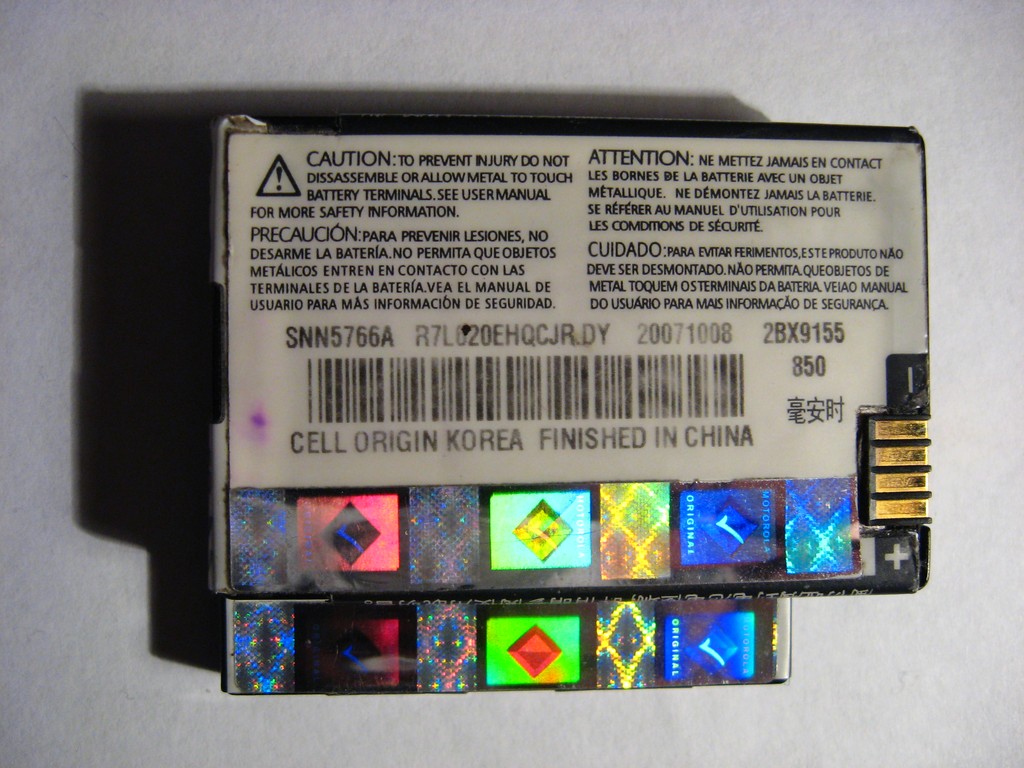 CAUTION: TO PREVENT INJURY DO NOT
DISSASSEMBLE OR ALLOW METAL TO TOUCH
BATTERY TERMINALS. SEE USER MANUAL
FOR MORE SAFETY INFORMATION.
PRECAUCIÓN: PARA PREVENIR LESIONES, NO
DESARME LA BATERÍA. NO PERMITA QUE OBJETOS
METÁLICOS ENTREN EN CONTACTO CON LAS
TERMINALES DE LA BATERÍA. VEA EL MANUAL DE
USUARIO PARA MÁS INFORMACIÓN DE SEGURIDAD.
ATTENTION: NE METTEZ JAMAIS EN CONTACT
LES BORNES DE LA BATTERIE AVEC UN OBJET
MÉTALLIQUE. NE DÉMONTEZ JAMAIS LA BATTERIE.
SE RÉFÉRER AU MANUEL D'UTILISATION POUR
LES CONDITIONS DE SÉCURITÉ.
CUIDADO: PARA EVITAR FERIMENTOS, ESTE PRODUTO NÃO
DEVE SER DESMONTADO. NÃO PERMITA. QUE OBJETOS DE
METAL TOQUEM OS TERMINAIS DA BATERIA. VEIA O MANUAL
DO USUÁRIO PARA MAIS INFORMAÇÃO DE SEGURANÇA.
SNN5766A R7L020EHQCJR.DY 20071008 2BX9155
850
毫安时
CELL ORIGIN KOREA FINISHED IN CHINA
− 
+
MOTOROLA
ORIGINAL
MOTOROLA
ORIGINAL
MOTOROLA